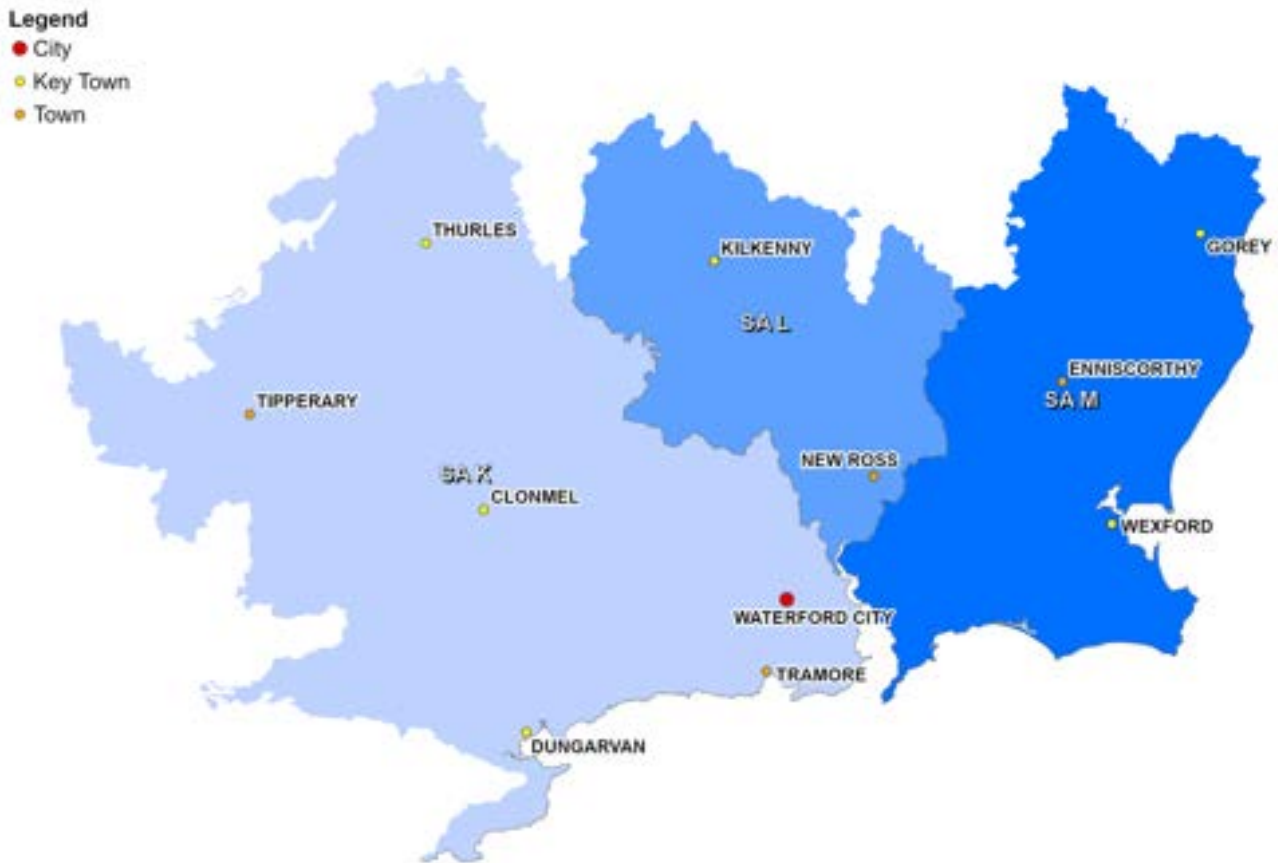 Legend
City
Key Town
Town
THURLES
KILKENNY
GOREY
SA L
ENNISCORTHY
SA M
TIPPERARY
NEW ROSS
SA K
CLONMEL
WEXFORD
WATERFORD CITY
TRAMORE
DUNGARVAN